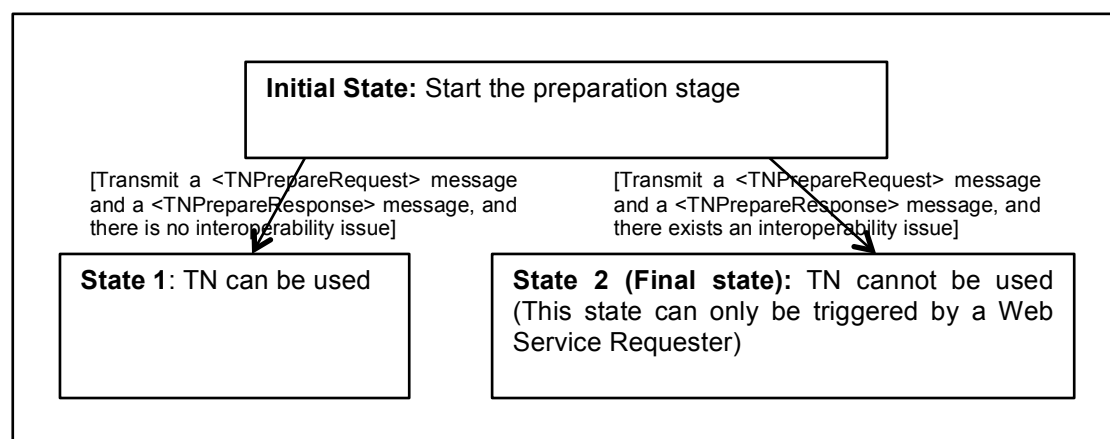 Initial State: Start the preparation stage
[Transmit a <TNPrepareRequest> message
and a <TNPrepareResponse> message, and
there is no interoperability issue]
[Transmit a <TNPrepareRequest> message
and a <TNPrepareResponse> message, and
there exists an interoperability issue]
State 1: TN can be used
State 2 (Final state): TN cannot be used
(This state can only be triggered by a Web
Service Requester)